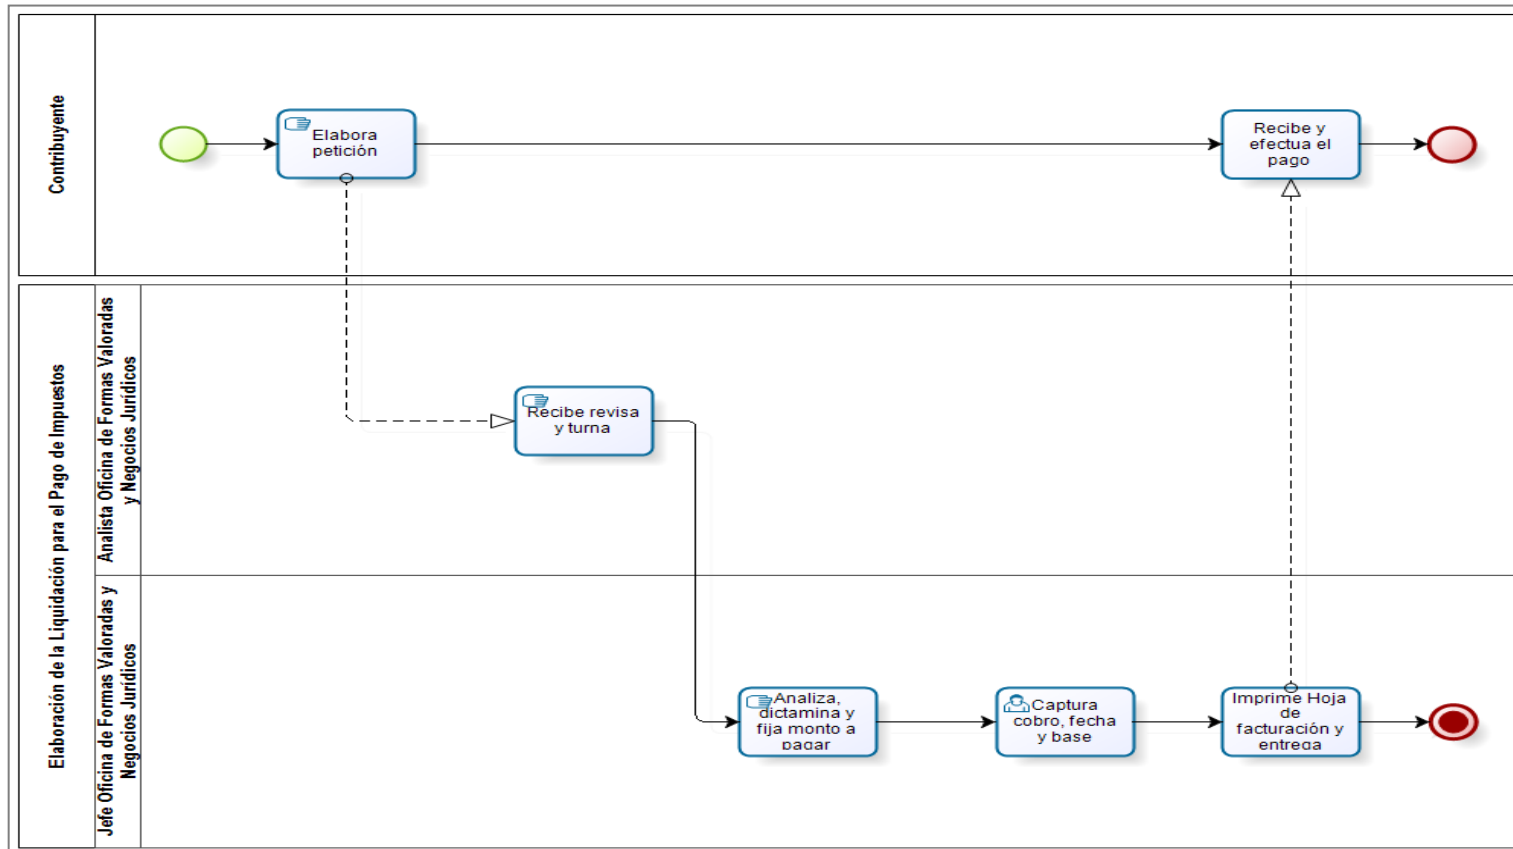 Contribuyente
Elabora
petición
Recibe y
efectua el
pago
Elaboración de la Liquidación para el Pago de Impuestos
Analista Oficina de Formas Valoradas
y Negocios Jurídicos
Recibe revisa
y turna
Jefe Oficina de Formas Valoradas y
Negocios Jurídicos
Analiza,
dictamina y
fija monto a
pagar
Captura
cobro, fecha
y base
Imprime Hoja
de
facturación y
entrega